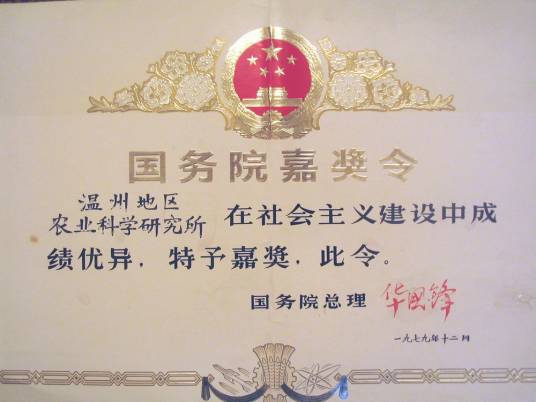 国务院嘉奖令
温州地区
农业科学研究所 在社会主义建设中成
绩优异，特予嘉奖，此令。
国务院总理 华国锋
一九七九年十二月